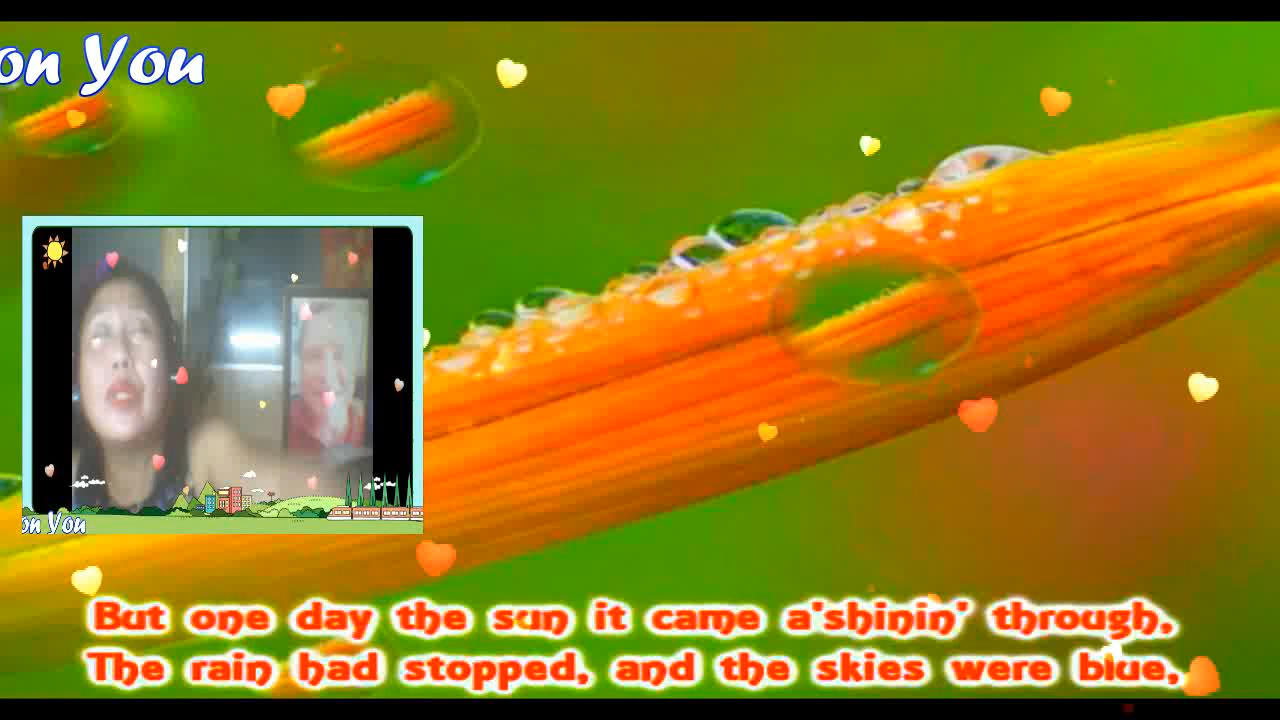 on You
on You
But one day the sun it came a'shinin' through,
The rain had stopped, and the skies were blue,